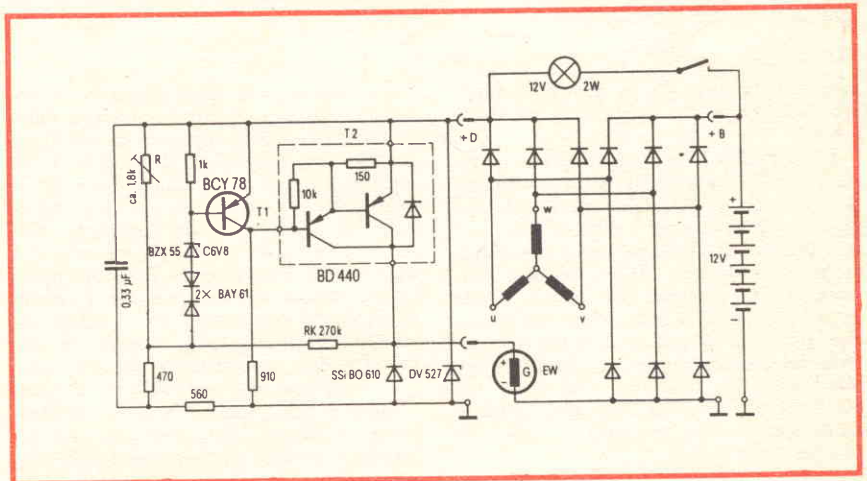 12V 2W
T2
+D
+B
R
ca. 1,8k
1k
BCY 78
T1
150
10k
BD 440
BZX 55 C6V8
2× BAY 61
0,33 µF
w
u
v
+
12V
−
RK 270k
470
560
910
SSi BO 610
DV 527
+
G
−
EW